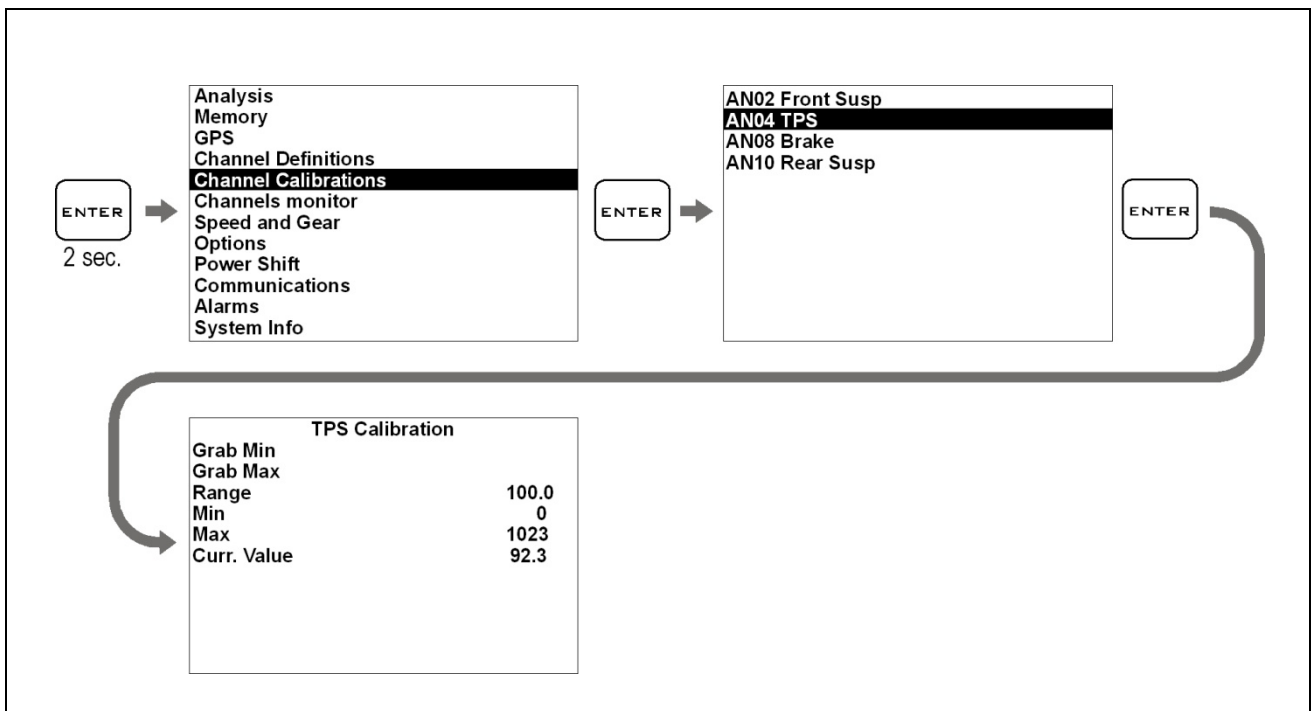 ENTER
2 sec.
Analysis
Memory
GPS
Channel Definitions
Channel Calibrations
Channels monitor
Speed and Gear
Options
Power Shift
Communications
Alarms
System Info
ENTER
AN02 Front Susp
AN04 TPS
AN08 Brake
AN10 Rear Susp
ENTER
TPS Calibration
Grab Min
Grab Max
Range 100.0
Min 0
Max 1023
Curr. Value 92.3